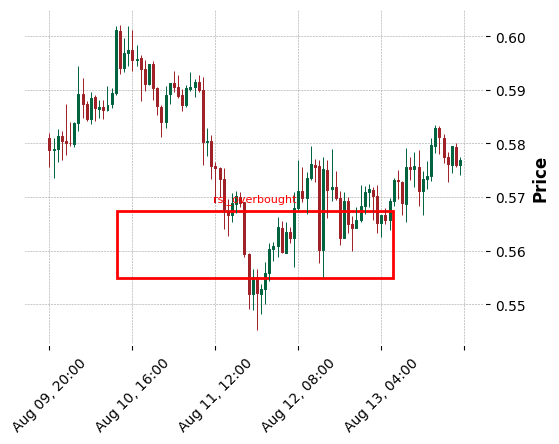 0.60
0.59
0.58
0.57
0.56
0.55
Price
rsi_overbought
Aug 09, 20:00
Aug 10, 16:00
Aug 11, 12:00
Aug 12, 08:00
Aug 13, 04:00